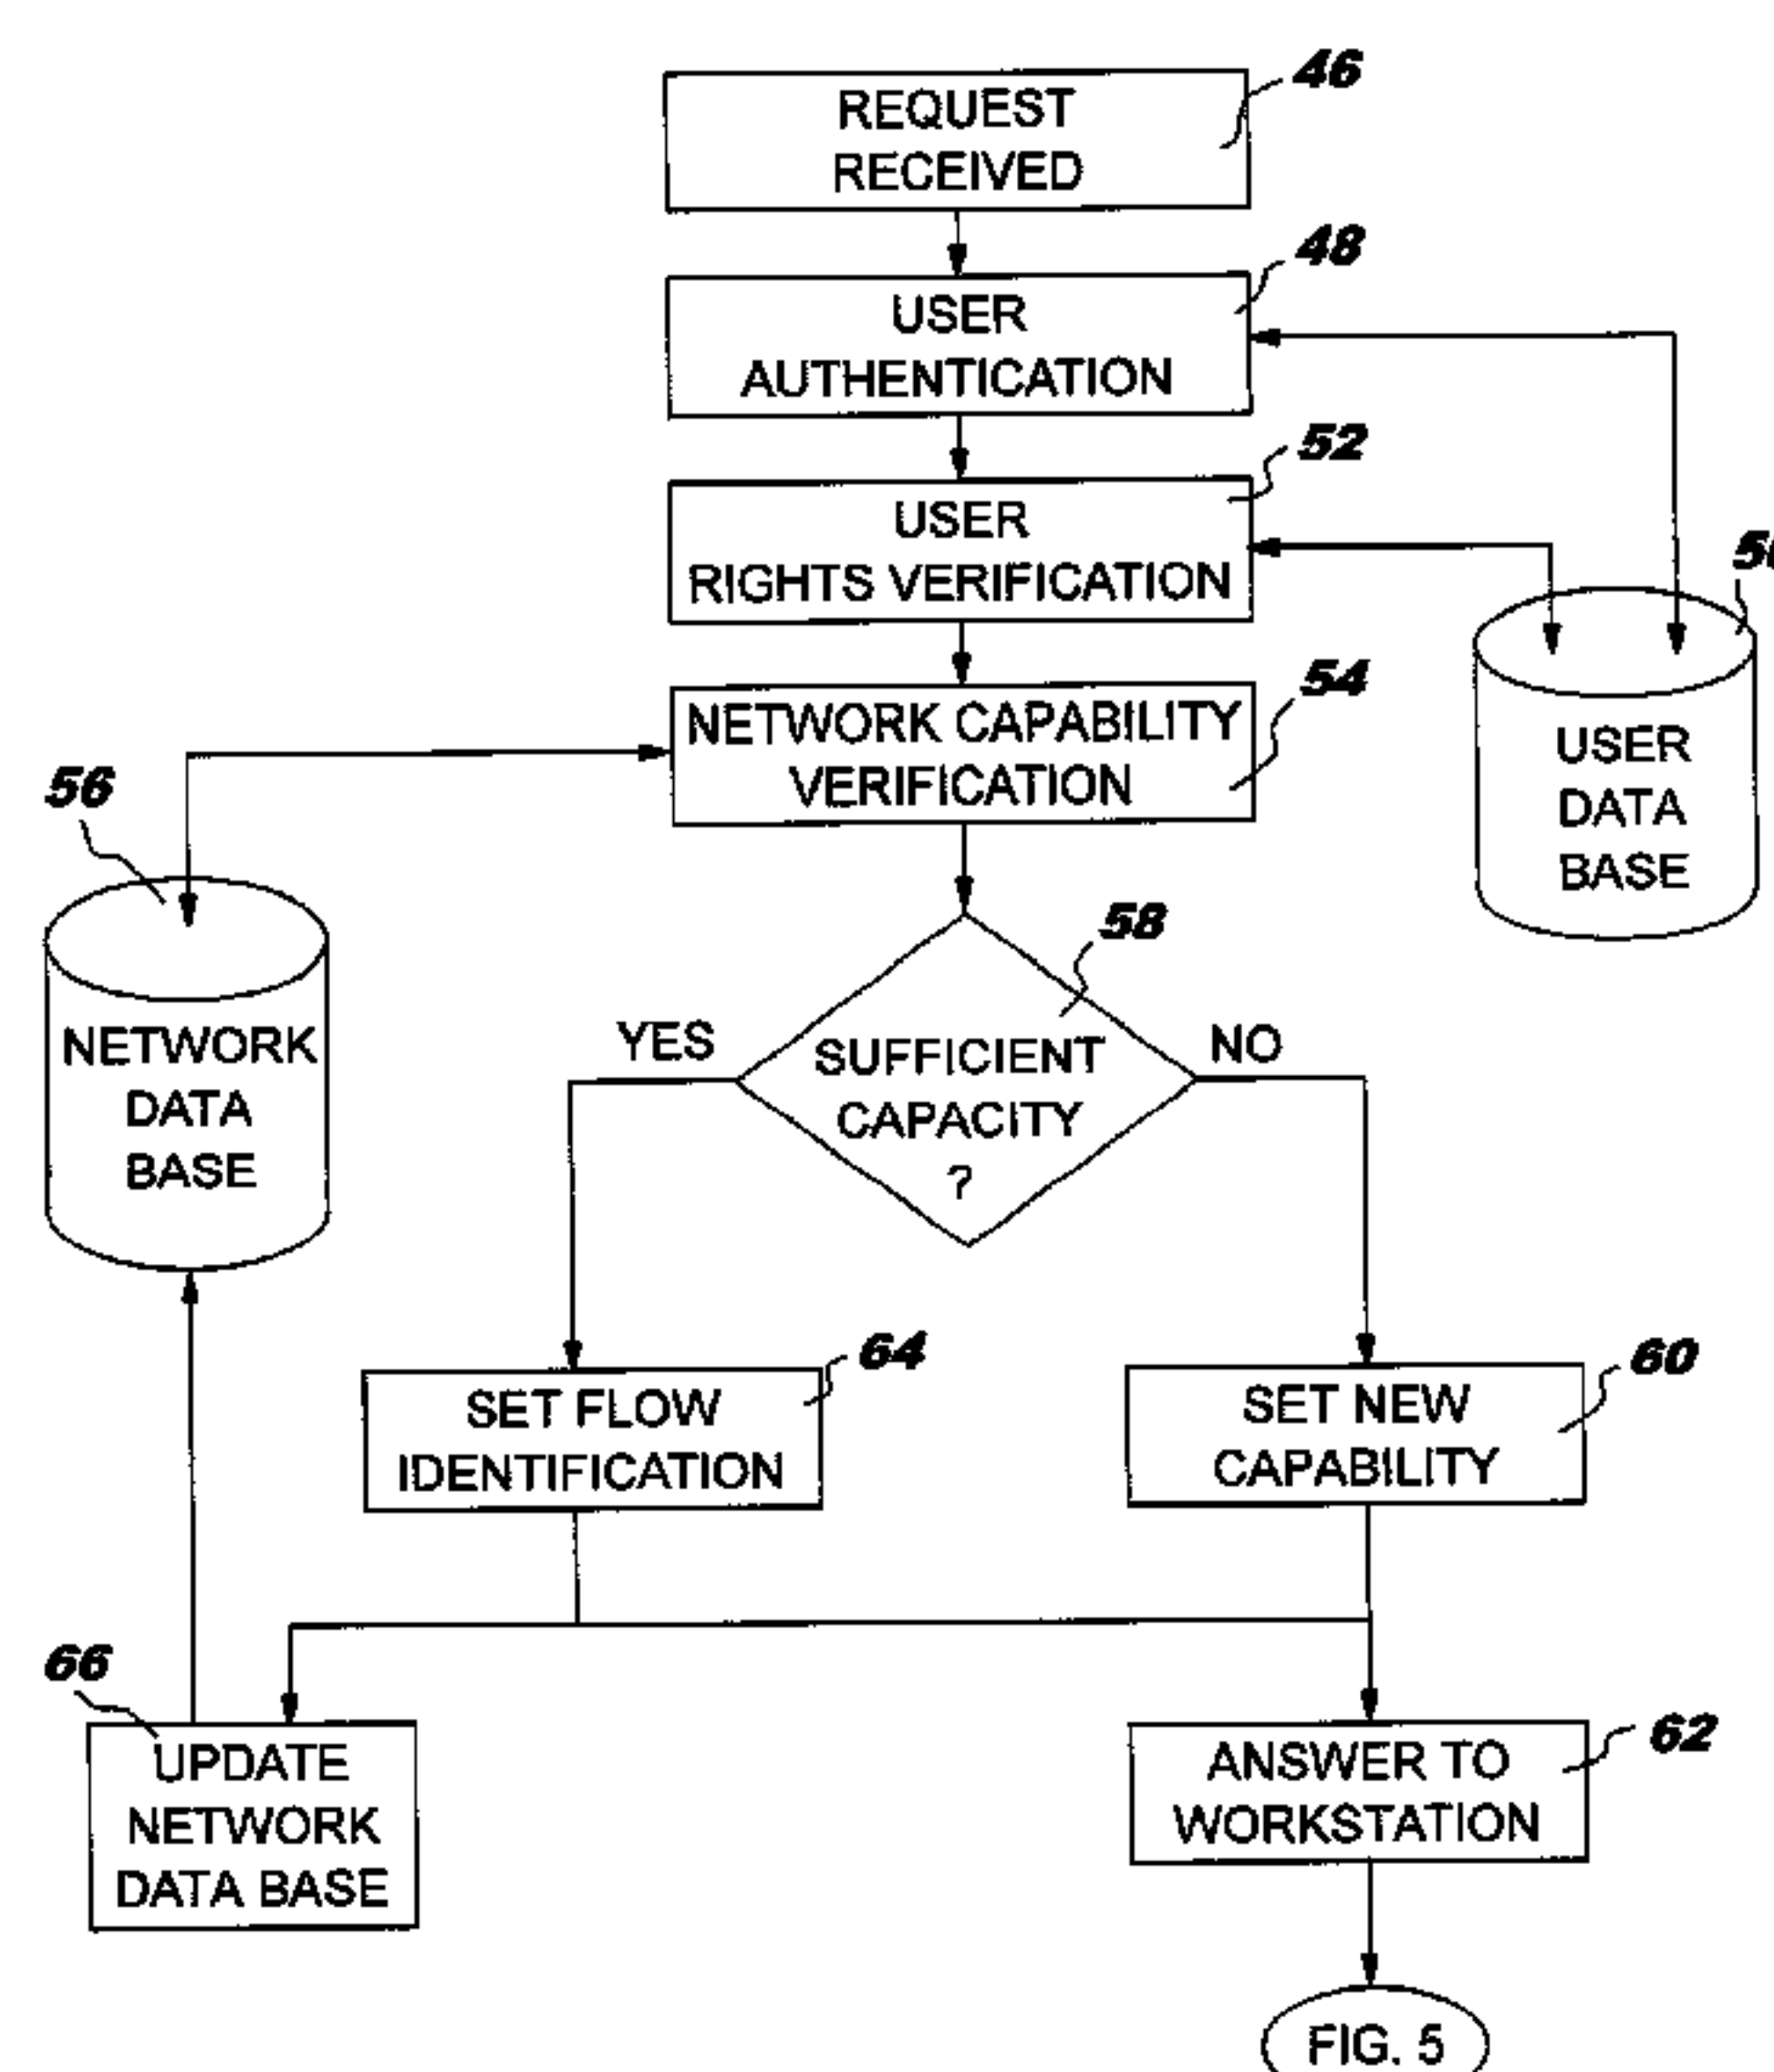 46
REQUEST
RECEIVED
48
USER
AUTHENTICATION
52
USER
RIGHTS VERIFICATION
54
NETWORK CAPABILITY
VERIFICATION
USER
DATA
BASE
56
NETWORK
DATA
BASE
58
YES
SUFFICIENT
CAPACITY
?
NO
64
SET FLOW
IDENTIFICATION
60
SET NEW
CAPABILITY
66
UPDATE
NETWORK
DATA BASE
62
ANSWER TO
WORKSTATION
FIG. 5